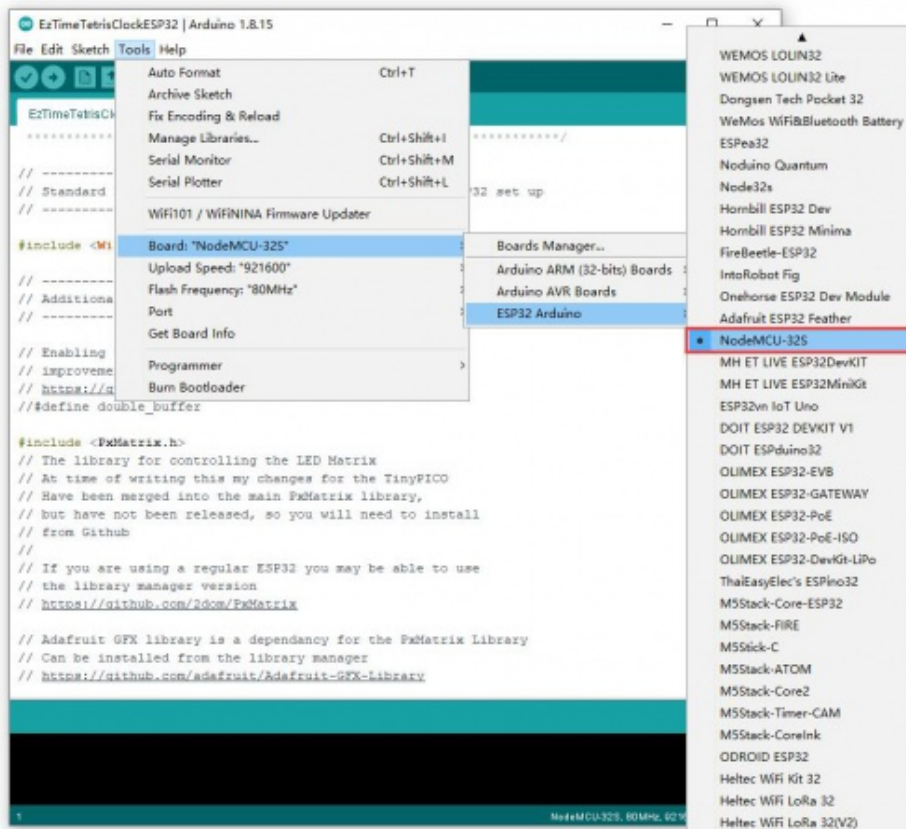 EzTimeTetrisClockESP32 | Arduino 1.8.15
File Edit Sketch Tools Help
EzTimeTetrisCl
Auto Format Ctrl+T
Archive Sketch
Fix Encoding & Reload
Manage Libraries... Ctrl+Shift+I
Serial Monitor Ctrl+Shift+M
Serial Plotter Ctrl+Shift+L
WiFi101 / WiFiNINA Firmware Updater
Board: "NodeMCU-32S"
Upload Speed: "921600"
Flash Frequency: "80MHz"
Port
Get Board Info
Programmer
Burn Bootloader
Boards Manager...
Arduino ARM (32-bits) Boards
Arduino AVR Boards
ESP32 Arduino
WEMOS LOLIN32
WEMOS LOLIN32 Lite
Dongsen Tech Pocket 32
WeMos WiFi&Bluetooth Battery
ESPea32
Noduino Quantum
Node32s
Hornbill ESP32 Dev
Hornbill ESP32 Minima
FireBeetle-ESP32
IntoRobot Fig
Onehorse ESP32 Dev Module
Adafruit ESP32 Feather
NodeMCU-32S
MH ET LIVE ESP32DevKIT
MH ET LIVE ESP32MiniKit
ESP32vn IoT Uno
DOIT ESP32 DEVKIT V1
DOIT ESPduino32
OLIMEX ESP32-EVB
OLIMEX ESP32-GATEWAY
OLIMEX ESP32-PoE
OLIMEX ESP32-PoE-ISO
OLIMEX ESP32-DevKit-LiPo
ThaiEasyElec's ESPino32
M5Stack-Core-ESP32
M5Stack-FIRE
M5Stick-C
M5Stack-ATOM
M5Stack-Core2
M5Stack-Timer-CAM
M5Stack-CoreInk
ODROID ESP32
Heltec WiFi Kit 32
Heltec WiFi LoRa 32
Heltec WiFi LoRa 32(V2)
************/
// ----------
// Standard 32 set up
// ----------
#include <Wi
// ----------
// Additiona
// ----------
// Enabling
// improveme
// https://g
//#define double_buffer
#include <PxMatrix.h>
// The library for controlling the LED Matrix
// At time of writing this my changes for the TinyPICO
// Have been merged into the main PxMatrix library,
// but have not been released, so you will need to install
// from Github
//
// If you are using a regular ESP32 you may be able to use
// the library manager version
// https://github.com/2dom/PxMatrix
// Adafruit GFX library is a dependancy for the PxMatrix Library
// Can be installed from the library manager
// https://github.com/adafruit/Adafruit-GFX-Library
1
NodeMCU-32S, 80MHz, 921